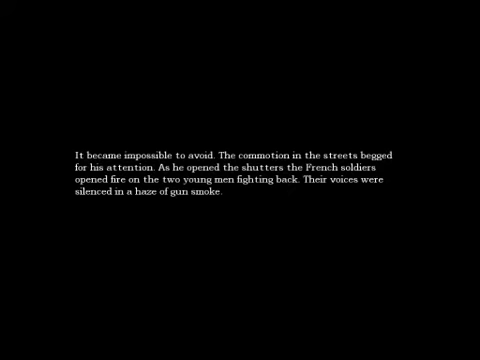 It became impossible to avoid. The commotion in the streets begged
for his attention. As he opened the shutters the French soldiers
opened fire on the two young men fighting back. Their voices were
silenced in a haze of gun smoke.